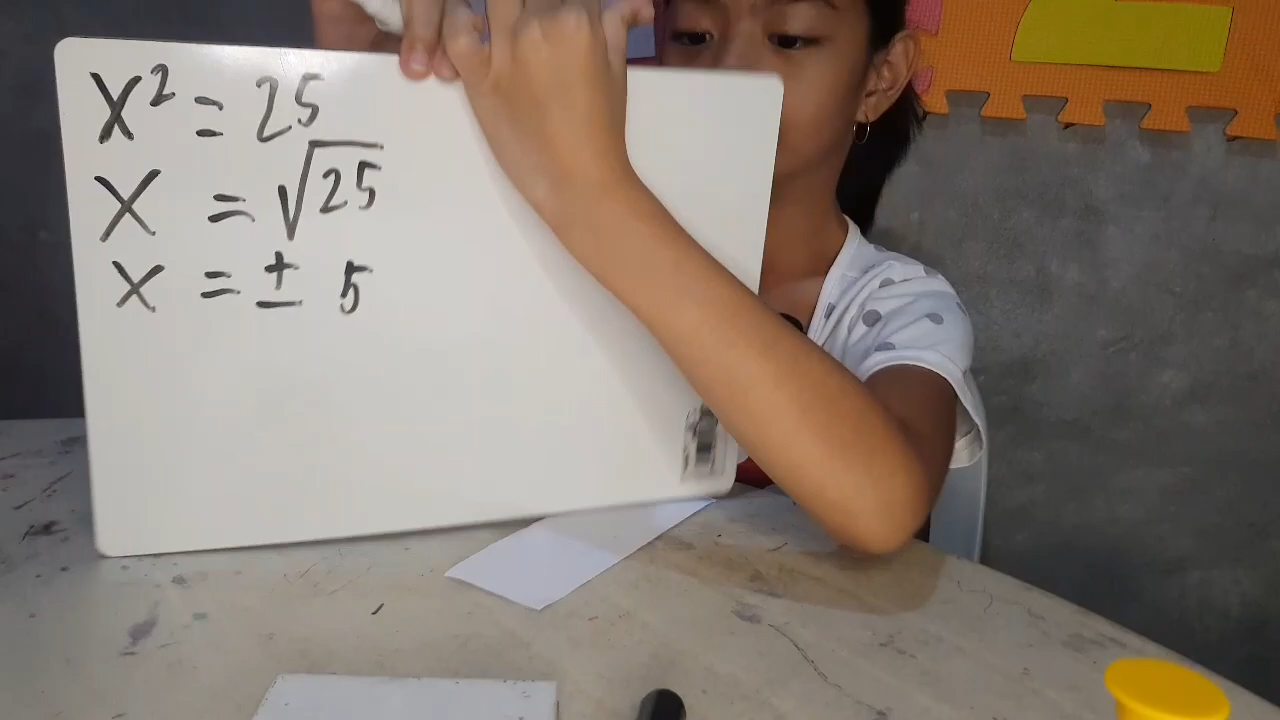 X² = 25
X = √25
x = ± 5